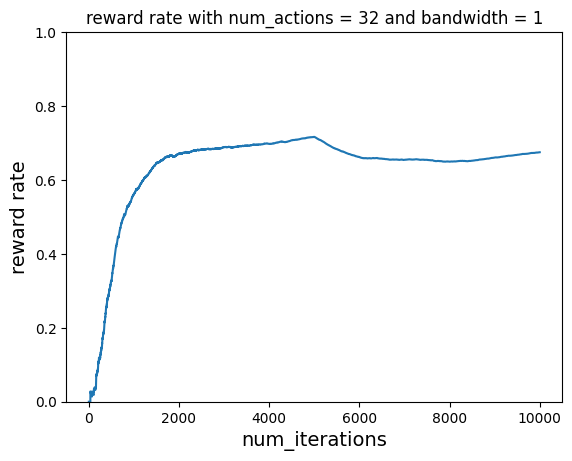 reward rate with num_actions = 32 and bandwidth = 1
1.0
0.8
0.6
0.4
0.2
0.0
reward rate
0 2000 4000 6000 8000 10000
num_iterations